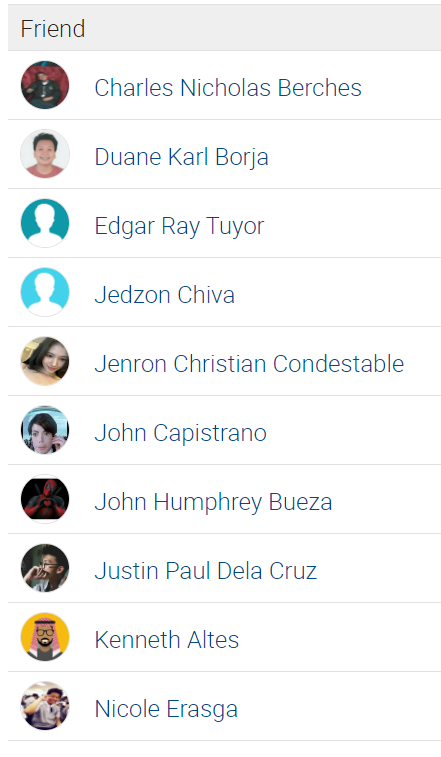 Friend
Charles Nicholas Berches
Duane Karl Borja
Edgar Ray Tuyor
Jedzon Chiva
Jenron Christian Condestable
John Capistrano
John Humphrey Bueza
Justin Paul Dela Cruz
Kenneth Altes
Nicole Erasga